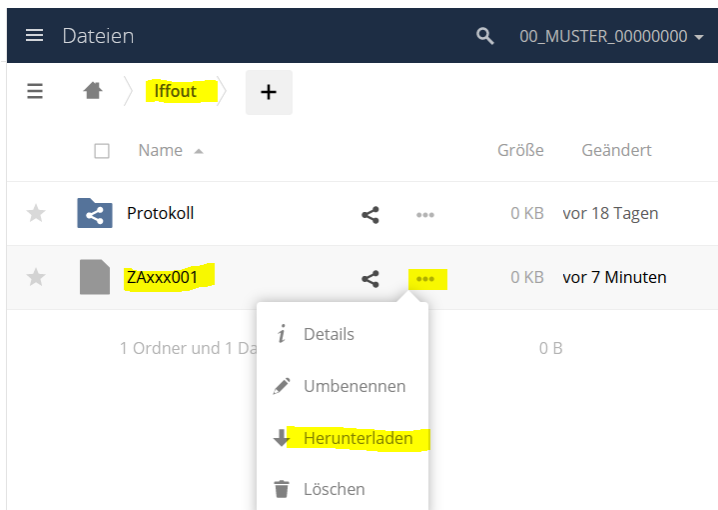 Dateien 00_MUSTER_00000000
lffout +
Name Größe Geändert
Protokoll 0 KB vor 18 Tagen
ZAxxx001 0 KB vor 7 Minuten
1 Ordner und 1 Da 0 B
i Details
Umbenennen
Herunterladen
Löschen